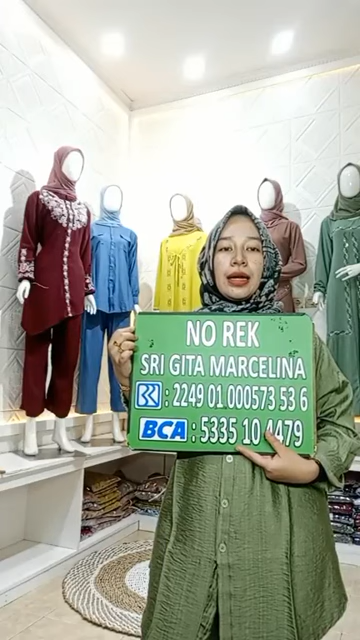 NO REK
SRI GITA MARCELINA
: 2249 01 000573 53 6
BCA : 5335 10 4479